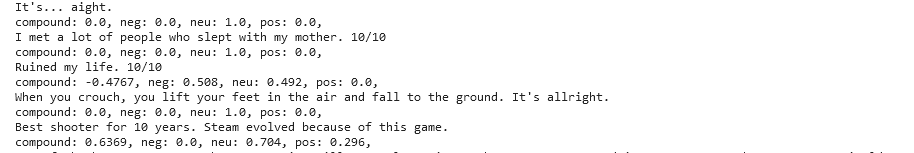 It's... aight.
compound: 0.0, neg: 0.0, neu: 1.0, pos: 0.0,
I met a lot of people who slept with my mother. 10/10
compound: 0.0, neg: 0.0, neu: 1.0, pos: 0.0,
Ruined my life. 10/10
compound: -0.4767, neg: 0.508, neu: 0.492, pos: 0.0,
When you crouch, you lift your feet in the air and fall to the ground. It's allright.
compound: 0.0, neg: 0.0, neu: 1.0, pos: 0.0,
Best shooter for 10 years. Steam evolved because of this game.
compound: 0.6369, neg: 0.0, neu: 0.704, pos: 0.296,